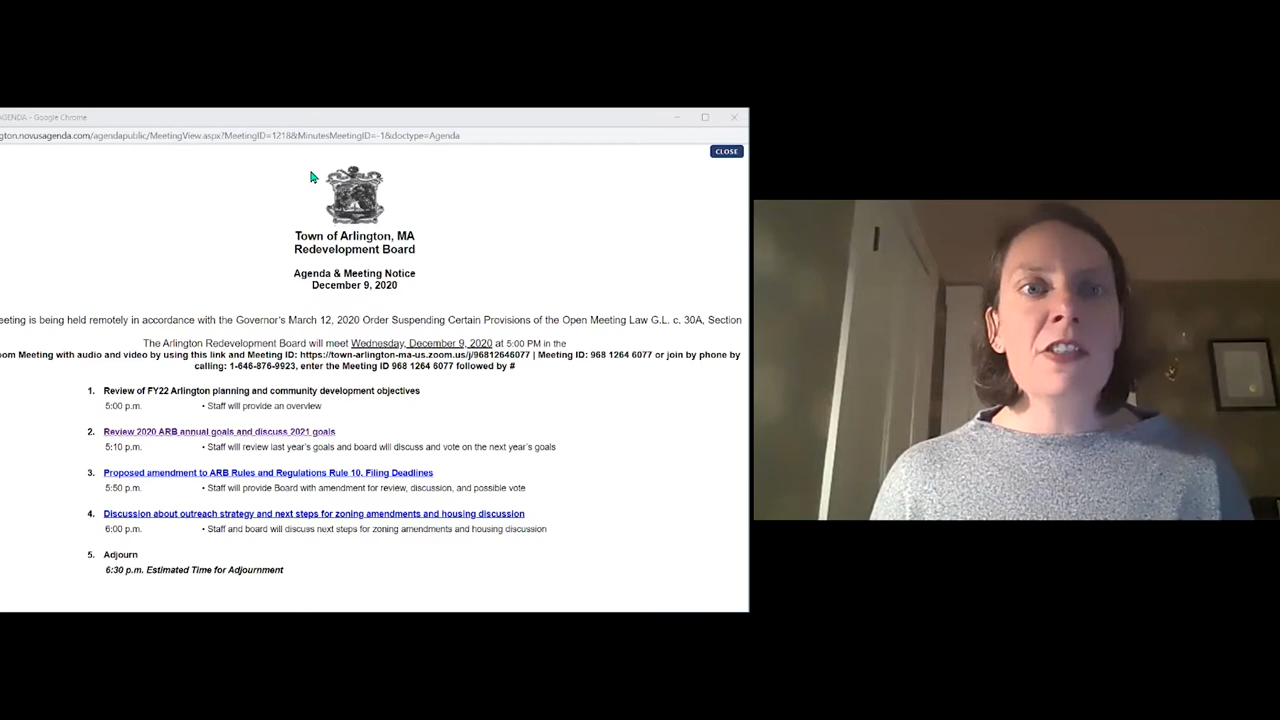 AGENDA - Google Chrome
gton.novusagenda.com/agendapublic/MeetingView.aspx?MeetingID=1218&MinutesMeetingID=-1&doctype=Agenda
CLOSE
Town of Arlington, MA
Redevelopment Board
Agenda & Meeting Notice
December 9, 2020
eeting is being held remotely in accordance with the Governor's March 12, 2020 Order Suspending Certain Provisions of the Open Meeting Law G.L. c. 30A, Section
The Arlington Redevelopment Board will meet Wednesday, December 9, 2020 at 5:00 PM in the
oom Meeting with audio and video by using this link and Meeting ID: https://town-arlington-ma-us.zoom.us/j/96812646077 | Meeting ID: 968 1264 6077 or join by phone by
calling: 1-646-876-9923, enter the Meeting ID 968 1264 6077 followed by #
1. Review of FY22 Arlington planning and community development objectives
5:00 p.m. • Staff will provide an overview
2. Review 2020 ARB annual goals and discuss 2021 goals
5:10 p.m. • Staff will review last year's goals and board will discuss and vote on the next year's goals
3. Proposed amendment to ARB Rules and Regulations Rule 10, Filing Deadlines
5:50 p.m. • Staff will provide Board with amendment for review, discussion, and possible vote
4. Discussion about outreach strategy and next steps for zoning amendments and housing discussion
6:00 p.m. • Staff and board will discuss next steps for zoning amendments and housing discussion
5. Adjourn
6:30 p.m. Estimated Time for Adjournment